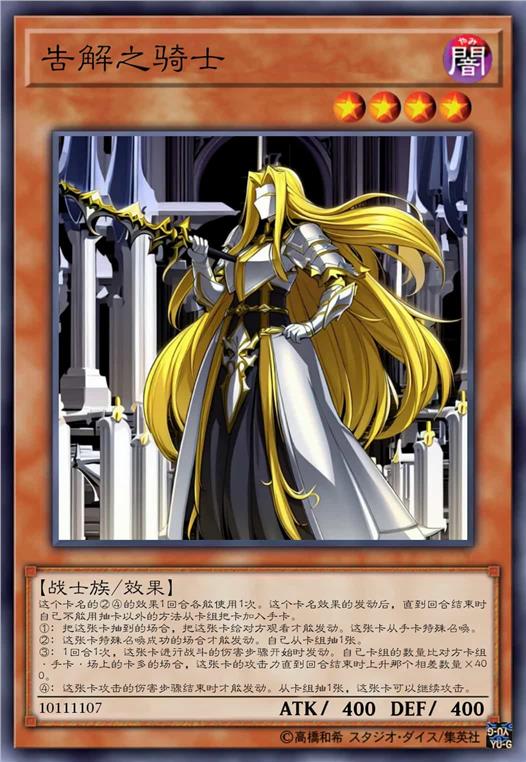 告解之骑士
やみ
闇
【战士族/效果】
这个卡名的②④的效果1回合各能使用1次。这个卡名效果的发动后，直到回合结束时
自己不能用抽卡以外的方法从卡组把卡加入手卡。
①：把这张卡抽到的场合，把这张卡给对方观看才能发动。这张卡从手卡特殊召唤。
②：这张卡特殊召唤成功的场合才能发动。自己从卡组抽1张。
③：1回合1次，这张卡进行战斗的伤害步骤开始时发动。自己卡组的数量比对方卡组
·手卡·场上的卡多的场合，这张卡的攻击力直到回合结束时上升那个相差数量×40
0。
④：这张卡攻击的伤害步骤结束时才能发动。从卡组抽1张，这张卡可以继续攻击。
10111107 ATK/ 400 DEF/ 400
©高橋和希 スタジオ·ダイス/集英社
YU-G